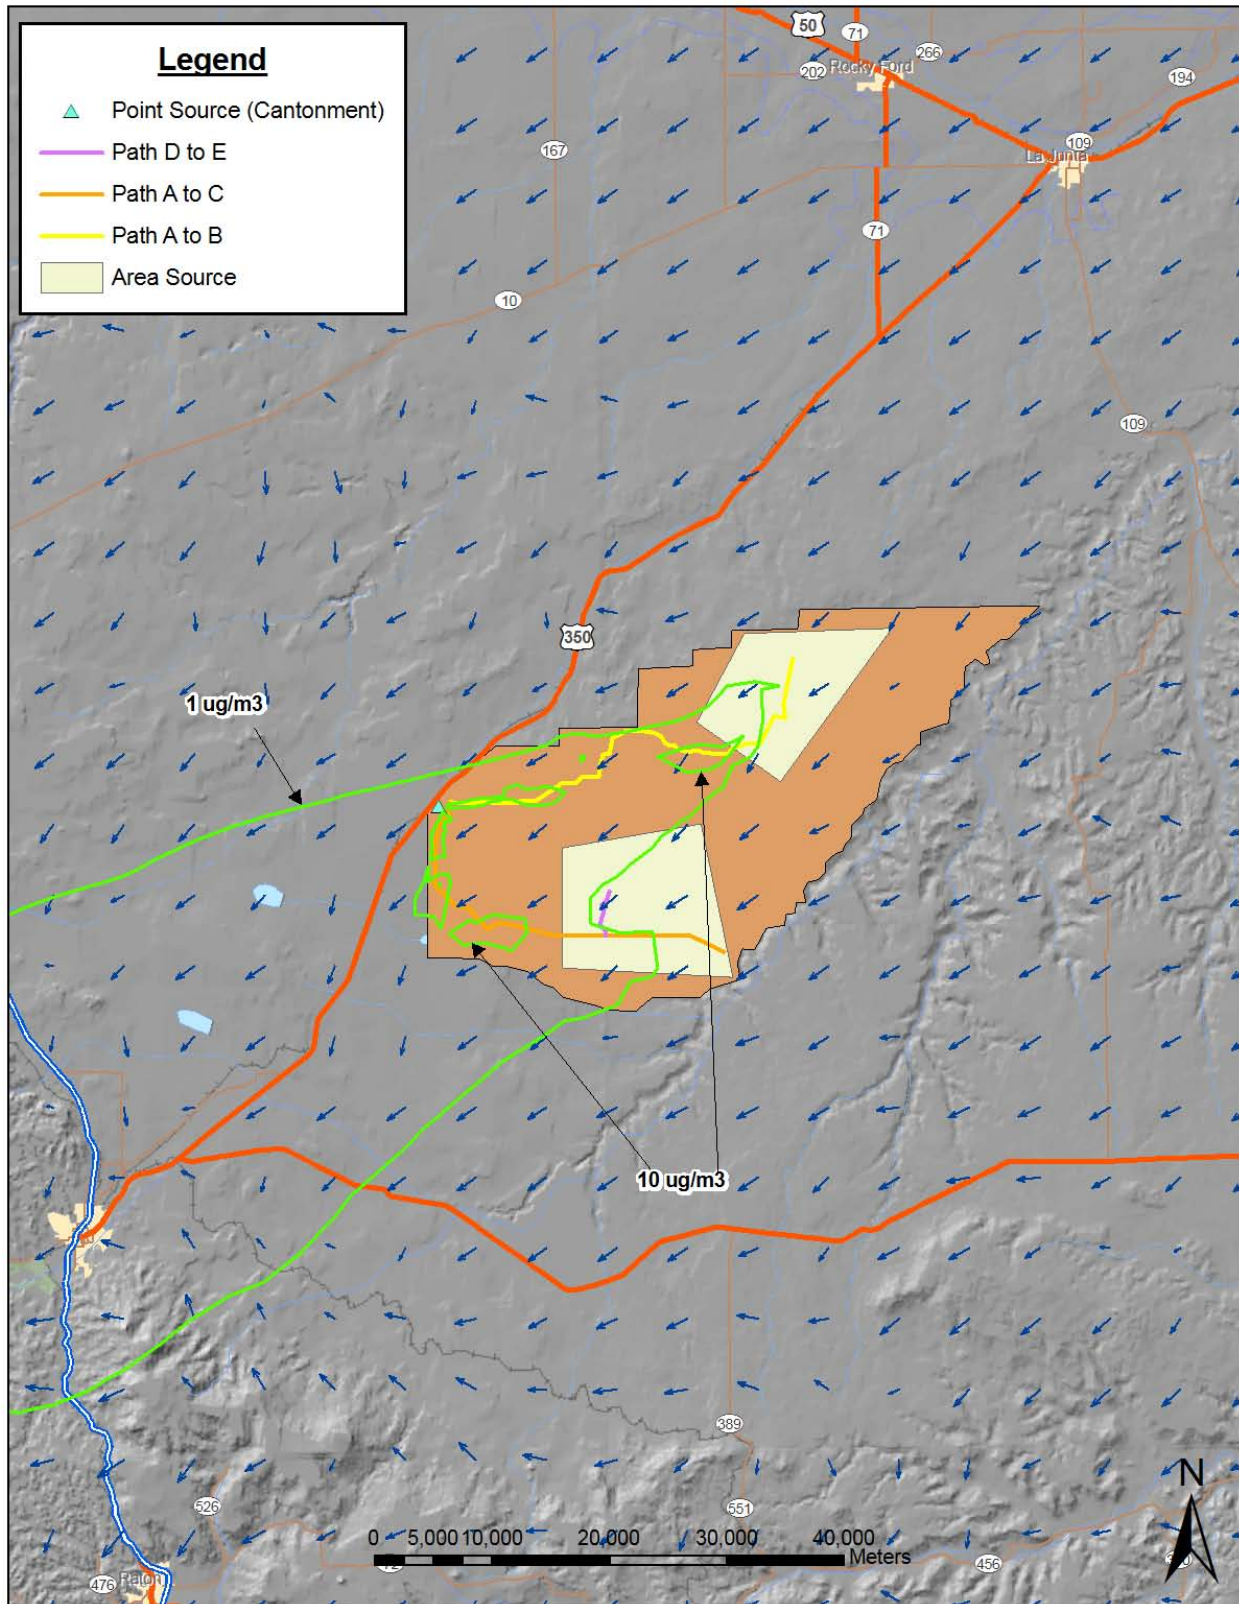 50
71
266
202
Rocky Ford
194
Legend
Point Source (Cantonment)
Path D to E
Path A to C
Path A to B
Area Source
167
109
La Junta
71
10
109
350
1 ug/m3
10 ug/m3
389
N
526
551
0 5,000 10,000 20,000 30,000 40,000
Meters
456
476
Raton